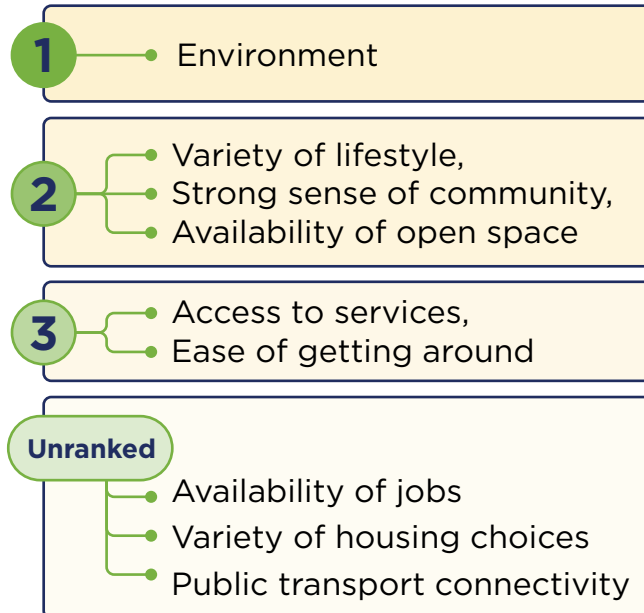 1
Environment
2
Variety of lifestyle,
Strong sense of community,
Availability of open space
3
Access to services,
Ease of getting around
Unranked
Availability of jobs
Variety of housing choices
Public transport connectivity